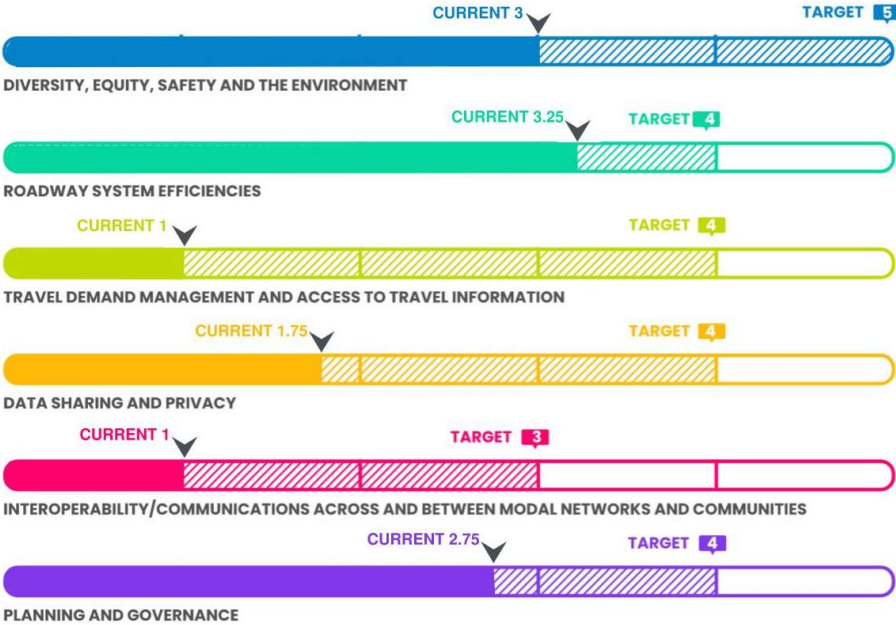 CURRENT 3 TARGET 5
DIVERSITY, EQUITY, SAFETY AND THE ENVIRONMENT
CURRENT 3.25 TARGET 4
ROADWAY SYSTEM EFFICIENCIES
CURRENT 1 TARGET 4
TRAVEL DEMAND MANAGEMENT AND ACCESS TO TRAVEL INFORMATION
CURRENT 1.75 TARGET 4
DATA SHARING AND PRIVACY
CURRENT 1 TARGET 3
INTEROPERABILITY/COMMUNICATIONS ACROSS AND BETWEEN MODAL NETWORKS AND COMMUNITIES
CURRENT 2.75 TARGET 4
PLANNING AND GOVERNANCE